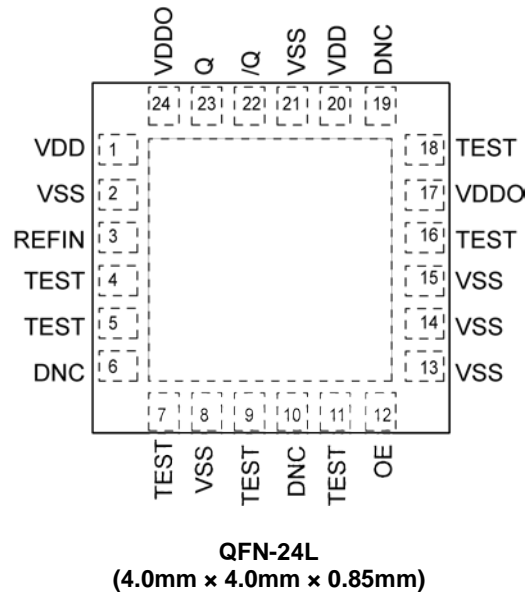 VDDO Q /Q VSS VDD DNC
24 23 22 21 20 19
VDD 1 18 TEST
VSS 2 17 VDDO
REFIN 3 16 TEST
TEST 4 15 VSS
TEST 5 14 VSS
DNC 6 13 VSS
7 8 9 10 11 12
TEST VSS TEST DNC TEST OE
QFN-24L
(4.0mm × 4.0mm × 0.85mm)